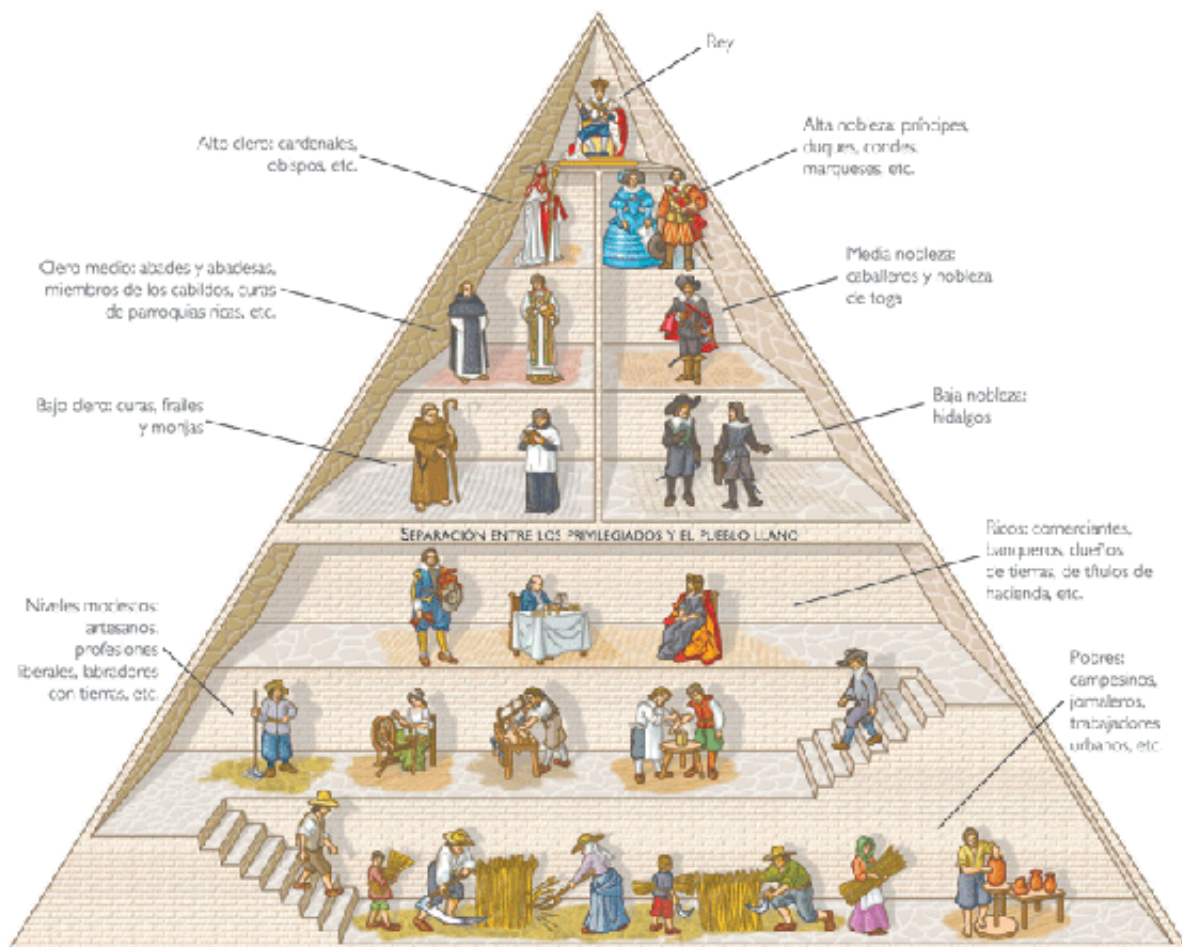 Rey
Alto clero: cardenales,
obispos, etc.
Alta nobleza: príncipes,
duques, condes,
marqueses, etc.
Clero medio: abades y abadesas,
miembros de los cabildos, curas
de parroquias ricas, etc.
Media nobleza:
caballeros y nobleza
de toga
Bajo clero: curas, frailes
y monjas
Baja nobleza:
hidalgos
SEPARACIÓN ENTRE LOS PRIVILEGIADOS Y EL PUEBLO LLANO
Ricos: comerciantes,
banqueros, dueños
de tierras, de títulos de
hacienda, etc.
Niveles modestos:
artesanos,
profesiones
liberales, labradores
con tierras, etc.
Pobres:
campesinos,
jornaleros,
trabajadores
urbanos, etc.